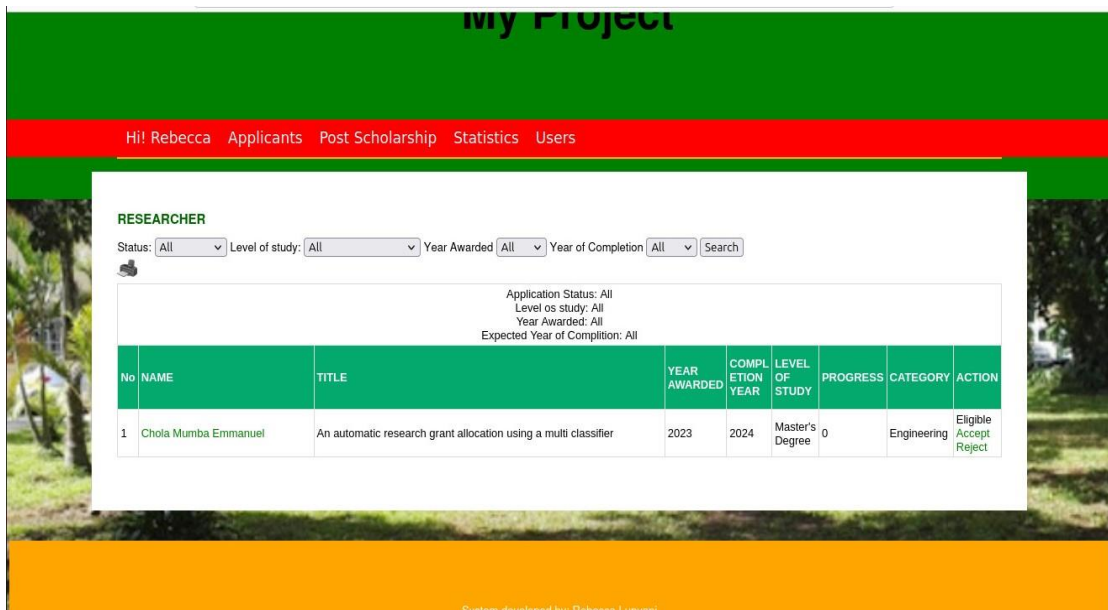 My Project
Hi! Rebecca Applicants Post Scholarship Statistics Users
RESEARCHER
Status: All Level of study: All Year Awarded All Year of Completion All Search
Application Status: All
Level os study: All
Year Awarded: All
Expected Year of Complition: All
No NAME TITLE YEAR AWARDED COMPLETION YEAR LEVEL OF STUDY PROGRESS CATEGORY ACTION
1 Chola Mumba Emmanuel An automatic research grant allocation using a multi classifier 2023 2024 Master's Degree 0 Engineering Eligible Accept Reject
System developed by: Rebecca